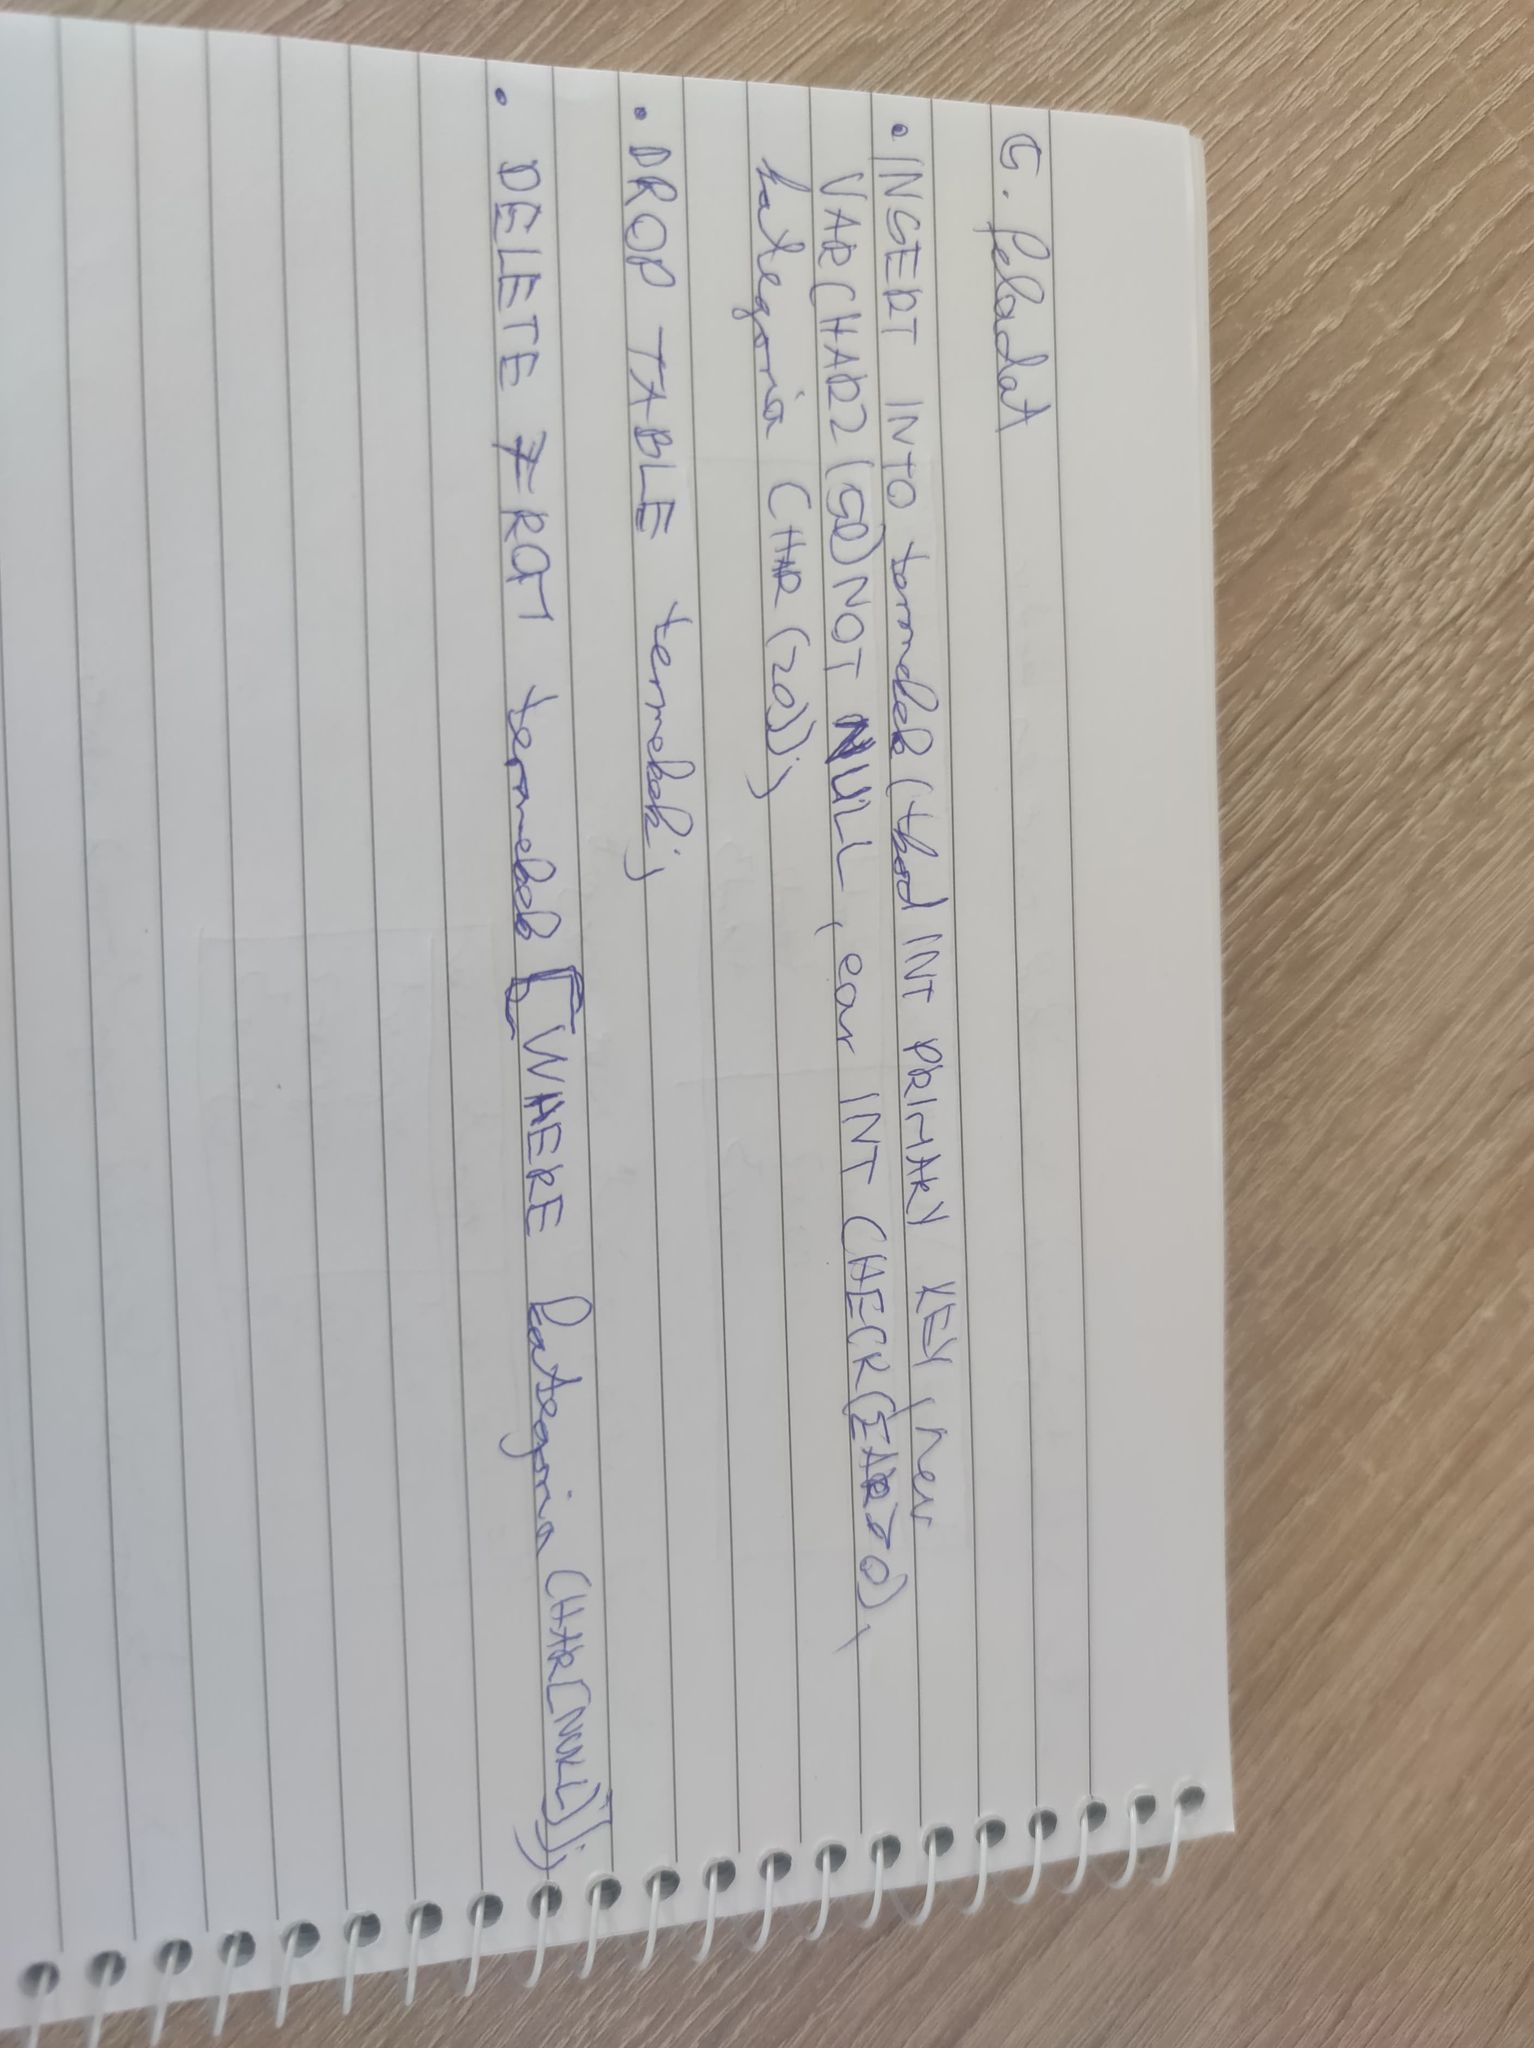 5. feladat
• INSERT INTO termekek (tkod INT PRIMARY KEY, nev
VARCHAR2(50) NOT NULL, ear INT CHECK(EAR>0),
kategoria CHAR(20));
• DROP TABLE termekek;
• DELETE FROM termekek [WHERE kategoria CHAR[NULL)];